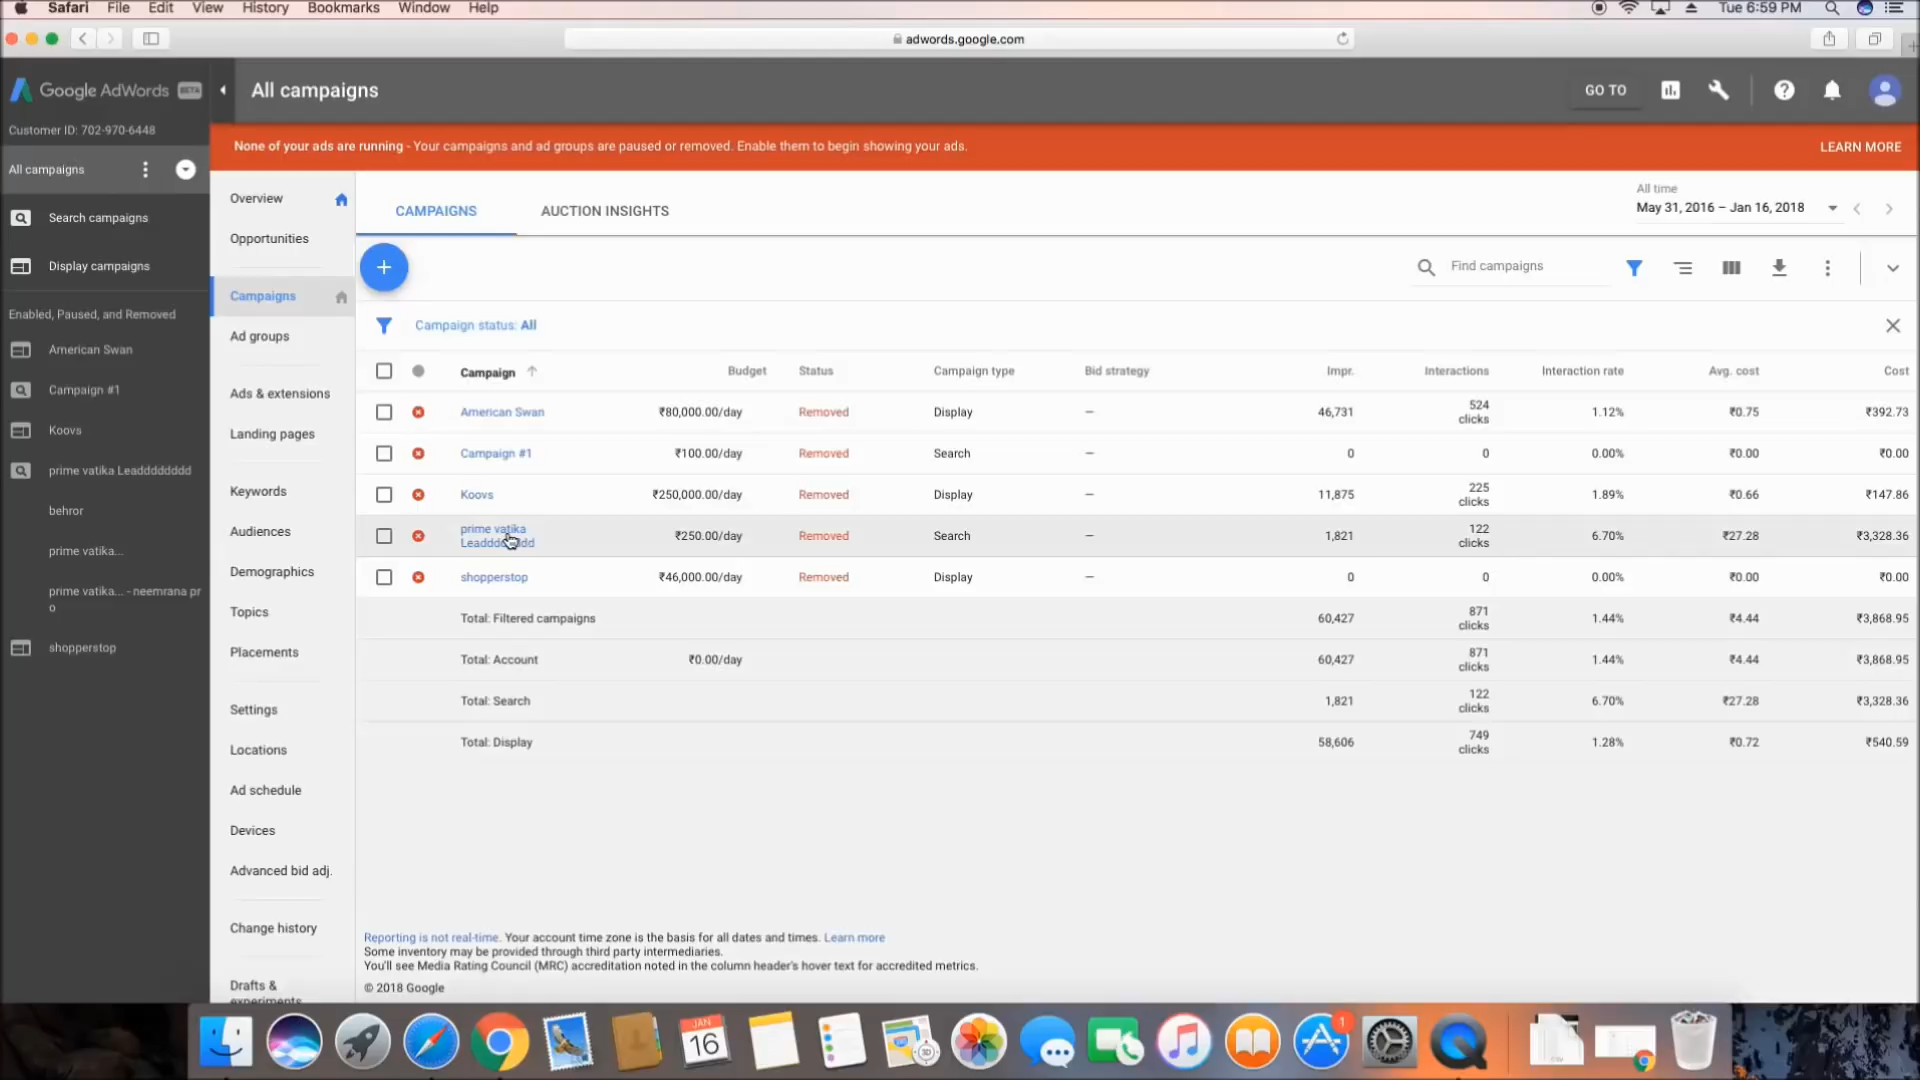 Safari File Edit View History Bookmarks Window Help Tue 6:59 PM
adwords.google.com
Google AdWords BETA All campaigns GO TO
Customer ID: 702-970-6448
None of your ads are running - Your campaigns and ad groups are paused or removed. Enable them to begin showing your ads. LEARN MORE
All campaigns
Search campaigns
Display campaigns
Enabled, Paused, and Removed
American Swan
Campaign #1
Koovs
prime vatika Leadddddddd
behror
prime vatika...
prime vatika... - neemrana pr
o
shopperstop
Overview
Opportunities
Campaigns
Ad groups
Ads & extensions
Landing pages
Keywords
Audiences
Demographics
Topics
Placements
Settings
Locations
Ad schedule
Devices
Advanced bid adj.
Change history
Drafts &
experiments
CAMPAIGNS AUCTION INSIGHTS
All time
May 31, 2016 – Jan 16, 2018
Find campaigns
Campaign status: All
Campaign Budget Status Campaign type Bid strategy Impr. Interactions Interaction rate Avg. cost Cost
American Swan ₹80,000.00/day Removed Display — 46,731 524 clicks 1.12% ₹0.75 ₹392.73
Campaign #1 ₹100.00/day Removed Search — 0 0 0.00% ₹0.00 ₹0.00
Koovs ₹250,000.00/day Removed Display — 11,875 225 clicks 1.89% ₹0.66 ₹147.86
prime vatika ₹250.00/day Removed Search — 1,821 122 clicks 6.70% ₹27.28 ₹3,328.36
shopperstop ₹46,000.00/day Removed Display — 0 0 0.00% ₹0.00 ₹0.00
Total: Filtered campaigns 60,427 871 clicks 1.44% ₹4.44 ₹3,868.95
Total: Account ₹0.00/day 60,427 871 clicks 1.44% ₹4.44 ₹3,868.95
Total: Search 1,821 122 clicks 6.70% ₹27.28 ₹3,328.36
Total: Display 58,606 749 clicks 1.28% ₹0.72 ₹540.59
Reporting is not real-time. Your account time zone is the basis for all dates and times. Learn more
Some inventory may be provided through third party intermediaries.
You'll see Media Rating Council (MRC) accreditation noted in the column header's hover text for accredited metrics.
© 2018 Google
JAN
16
3D
1
CSV